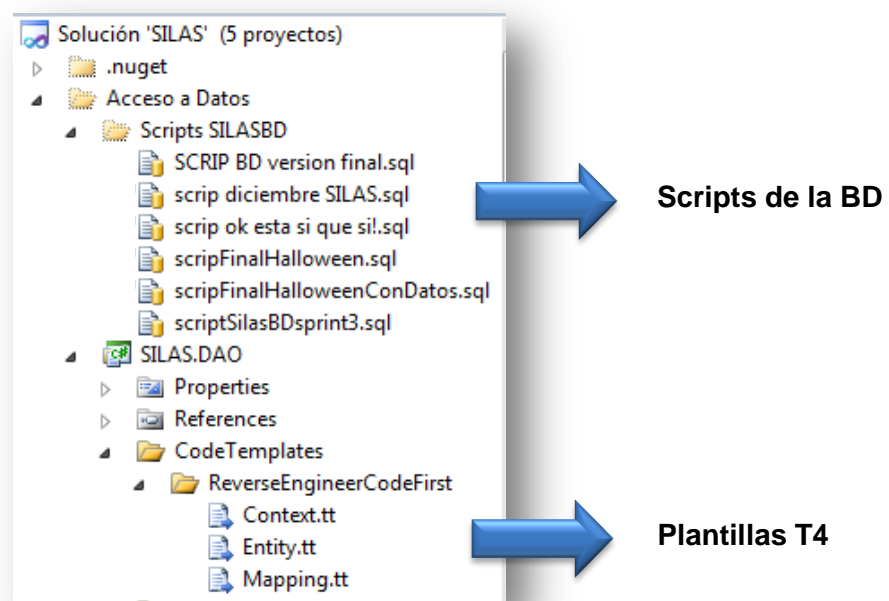 Solución 'SILAS' (5 proyectos)
.nuget
Acceso a Datos
Scripts SILASBD
SCRIP BD version final.sql
scrip diciembre SILAS.sql
Scripts de la BD
scrip ok esta si que si!.sql
scripFinalHalloween.sql
scripFinalHalloweenConDatos.sql
scriptSilasBDsprint3.sql
SILAS.DAO
Properties
References
CodeTemplates
ReverseEngineerCodeFirst
Context.tt
Plantillas T4
Entity.tt
Mapping.tt